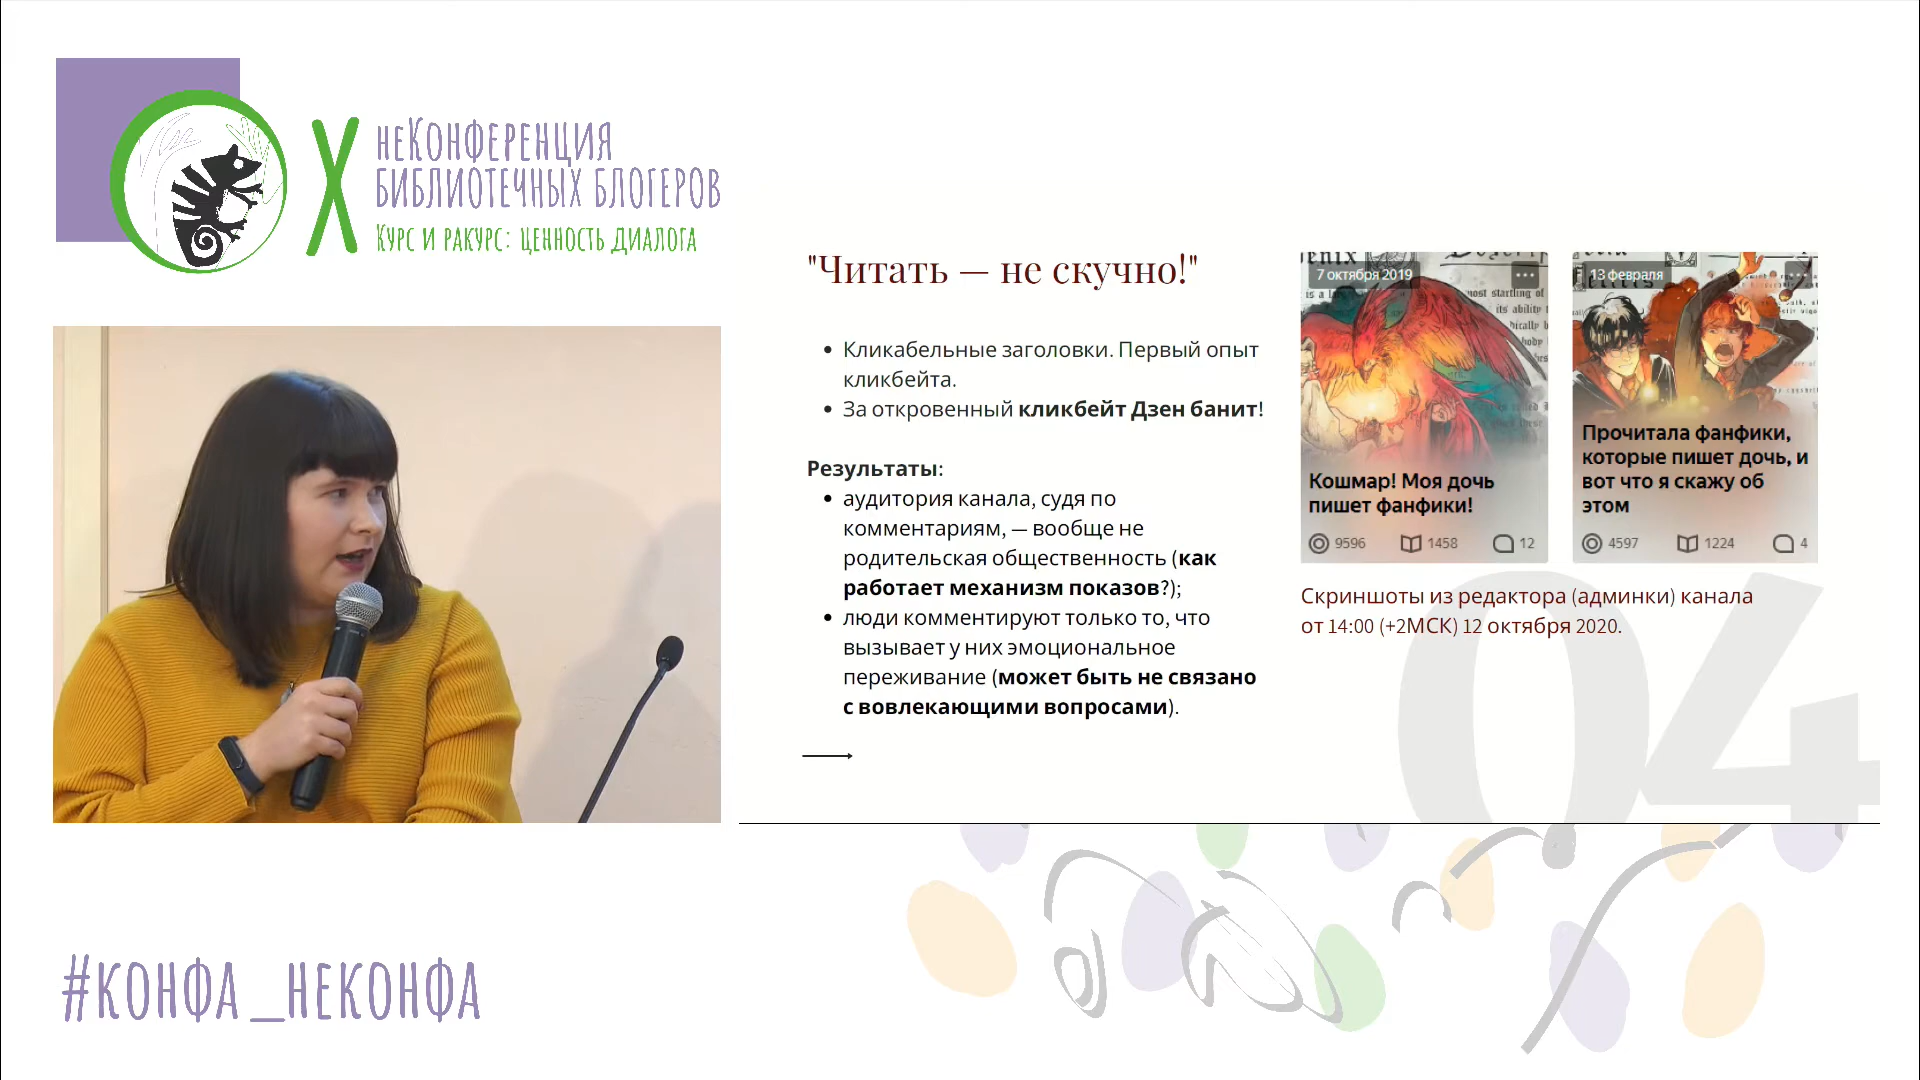 X
неКонференция
библиотечных блогеров
Курс и ракурс: ценность диалога
"Читать — не скучно!"
• Кликабельные заголовки. Первый опыт
кликбейта.
• За откровенный кликбейт Дзен банит!
Результаты:
• аудитория канала, судя по
комментариям, — вообще не
родительская общественность (как
работает механизм показов?);
• люди комментируют только то, что
вызывает у них эмоциональное
переживание (может быть не связано
с вовлекающими вопросами).
7 октября 2019
Кошмар! Моя дочь
пишет фанфики!
9596 1458 12
13 февраля
Прочитала фанфики,
которые пишет дочь, и
вот что я скажу об
этом
4597 1224 4
Скриншоты из редактора (админки) канала
от 14:00 (+2МСК) 12 октября 2020.
04
#конфа_неконфа